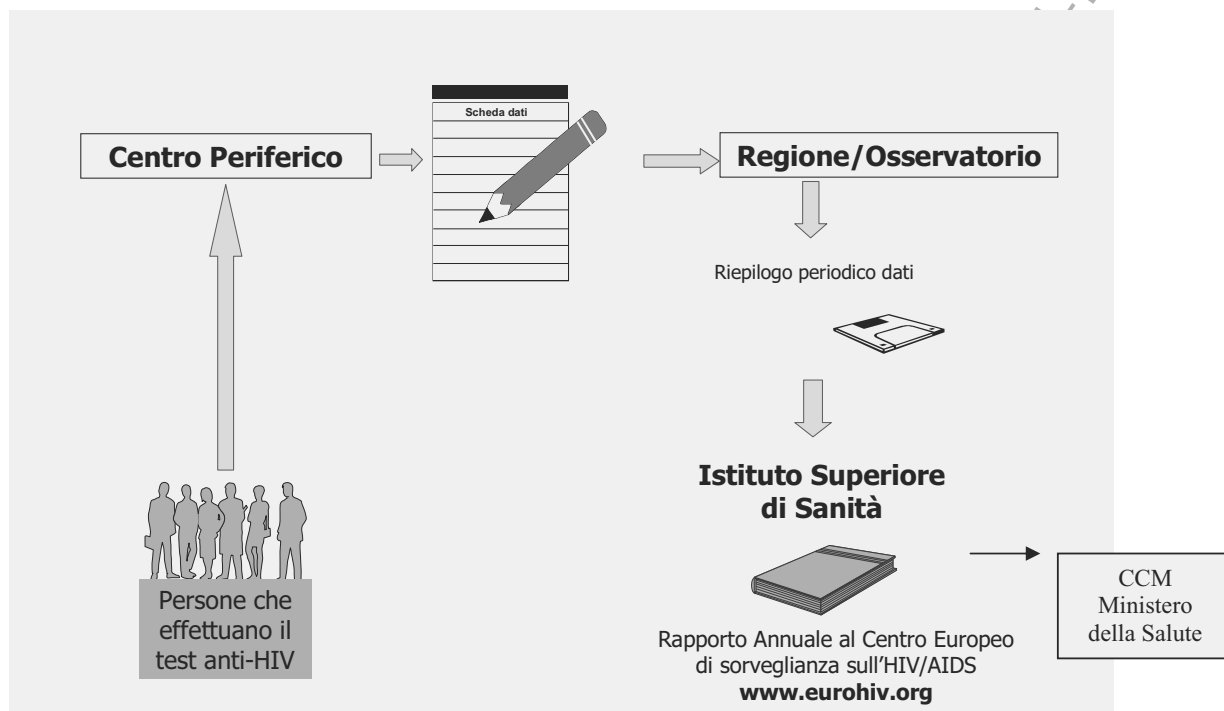 Scheda dati
Centro Periferico
Regione/Osservatorio
Riepilogo periodico dati
Istituto Superiore
di Sanità
Persone che
effettuano il
test anti-HIV
Rapporto Annuale al Centro Europeo
di sorveglianza sull'HIV/AIDS
www.eurohiv.org
CCM
Ministero
della Salute